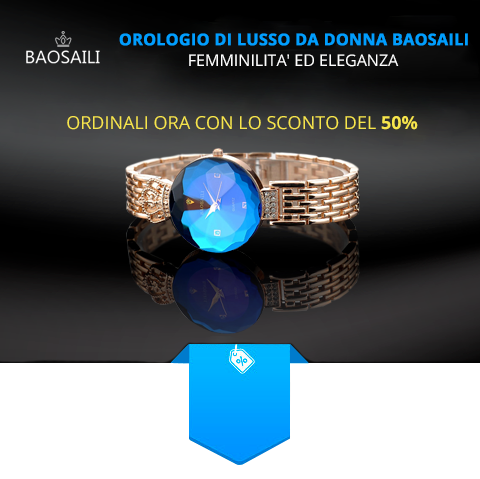 BAOSAILI
OROLOGIO DI LUSSO DA DONNA BAOSAILI
FEMMINILITA' ED ELEGANZA
ORDINALI ORA CON LO SCONTO DEL 50%
%